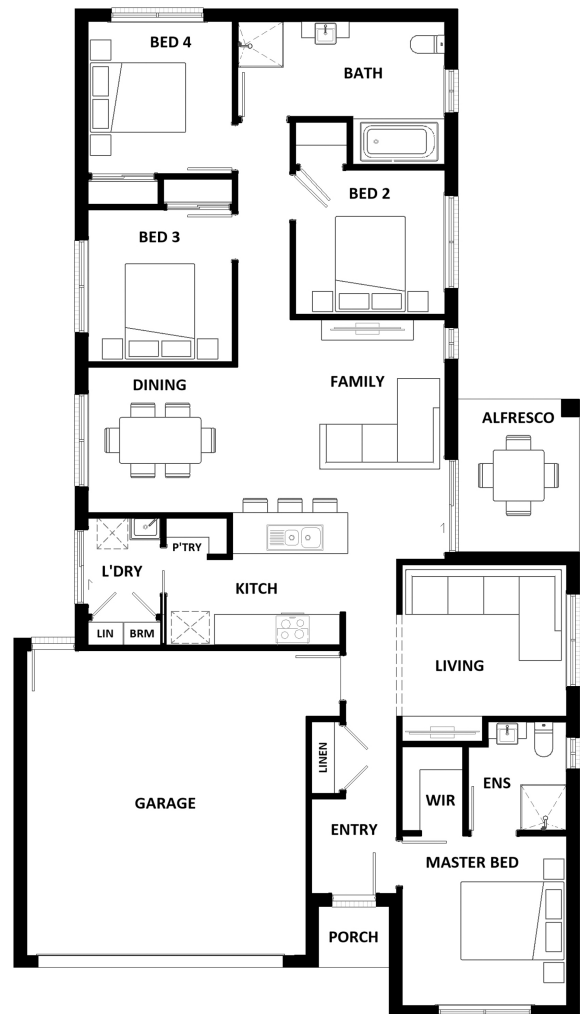 BED 4
BATH
BED 2
BED 3
DINING
FAMILY
ALFRESCO
P'TRY
L'DRY
KITCH
LIN
BRM
LIVING
LINEN
ENS
WIR
GARAGE
ENTRY
MASTER BED
PORCH